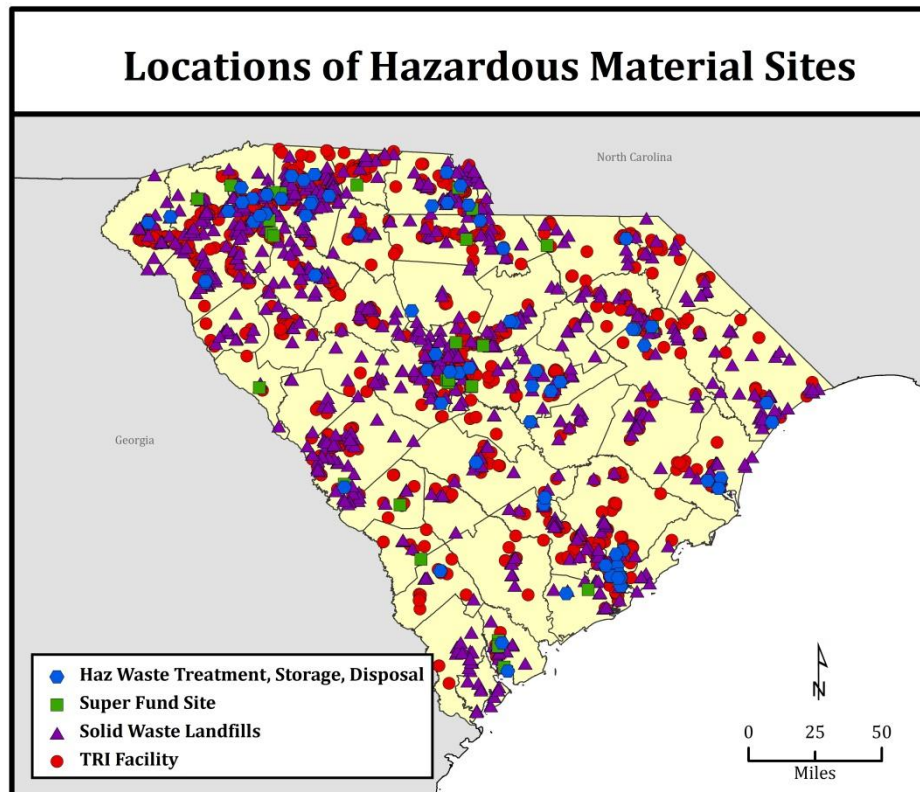 Locations of Hazardous Material Sites
North Carolina
Georgia
Haz Waste Treatment, Storage, Disposal
Super Fund Site
Solid Waste Landfills
TRI Facility
N
0 25 50
Miles